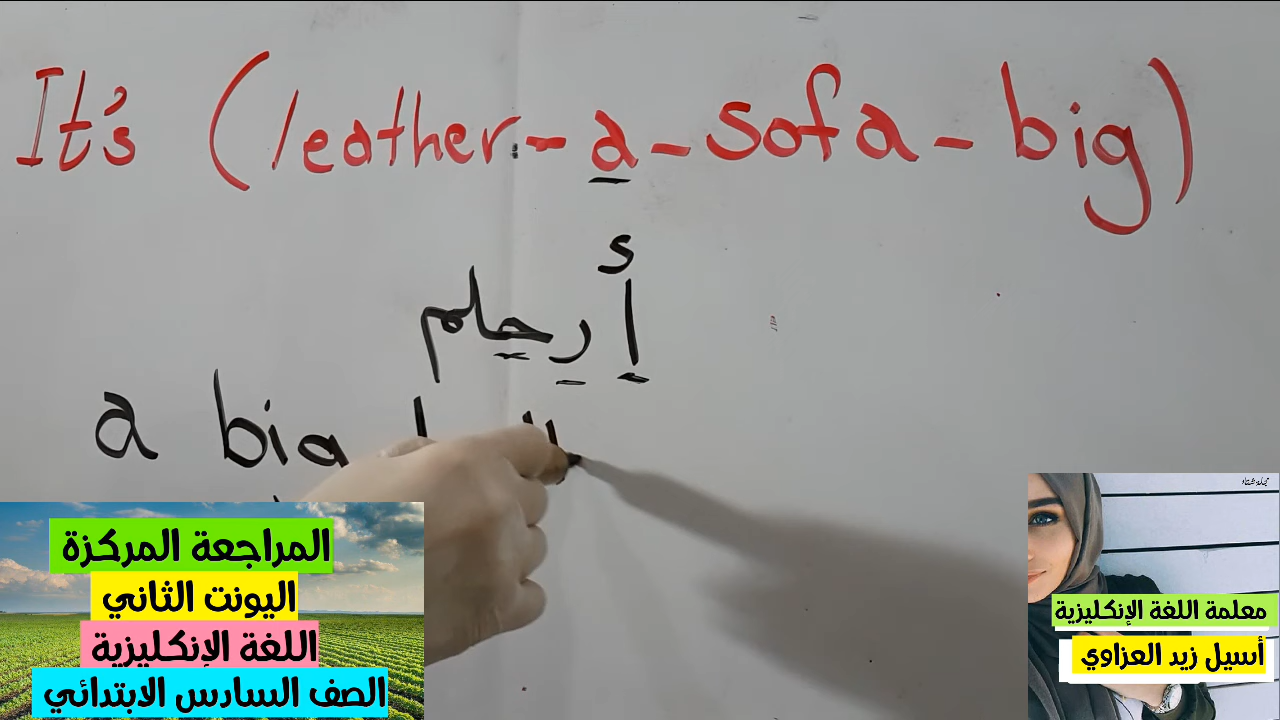 It's (leather - a - sofa - big)
أرحلم
a big
المراجعة المركزة
اليونت الثاني
اللغة الإنكليزية
الصف السادس الابتدائي
معلمة اللغة الإنكليزية
أسيل زيد العزاوي